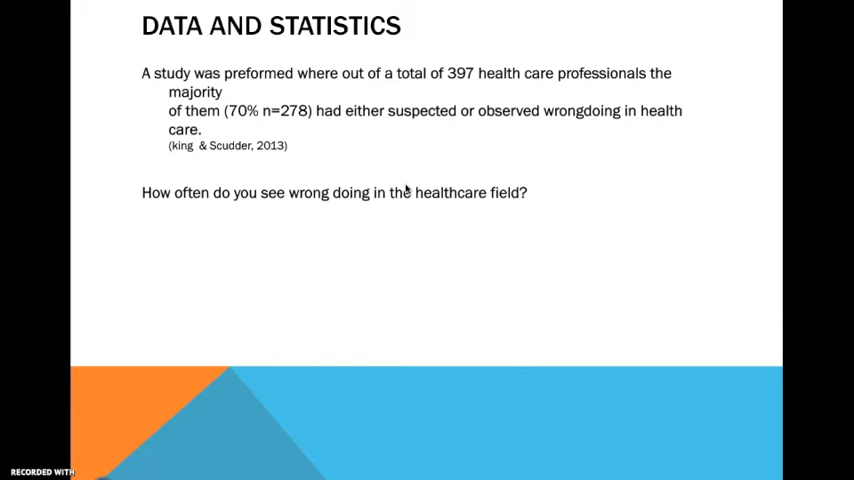 DATA AND STATISTICS
A study was preformed where out of a total of 397 health care professionals the
majority
of them (70% n=278) had either suspected or observed wrongdoing in health
care.
(king & Scudder, 2013)
How often do you see wrong doing in the healthcare field?
RECORDED WITH